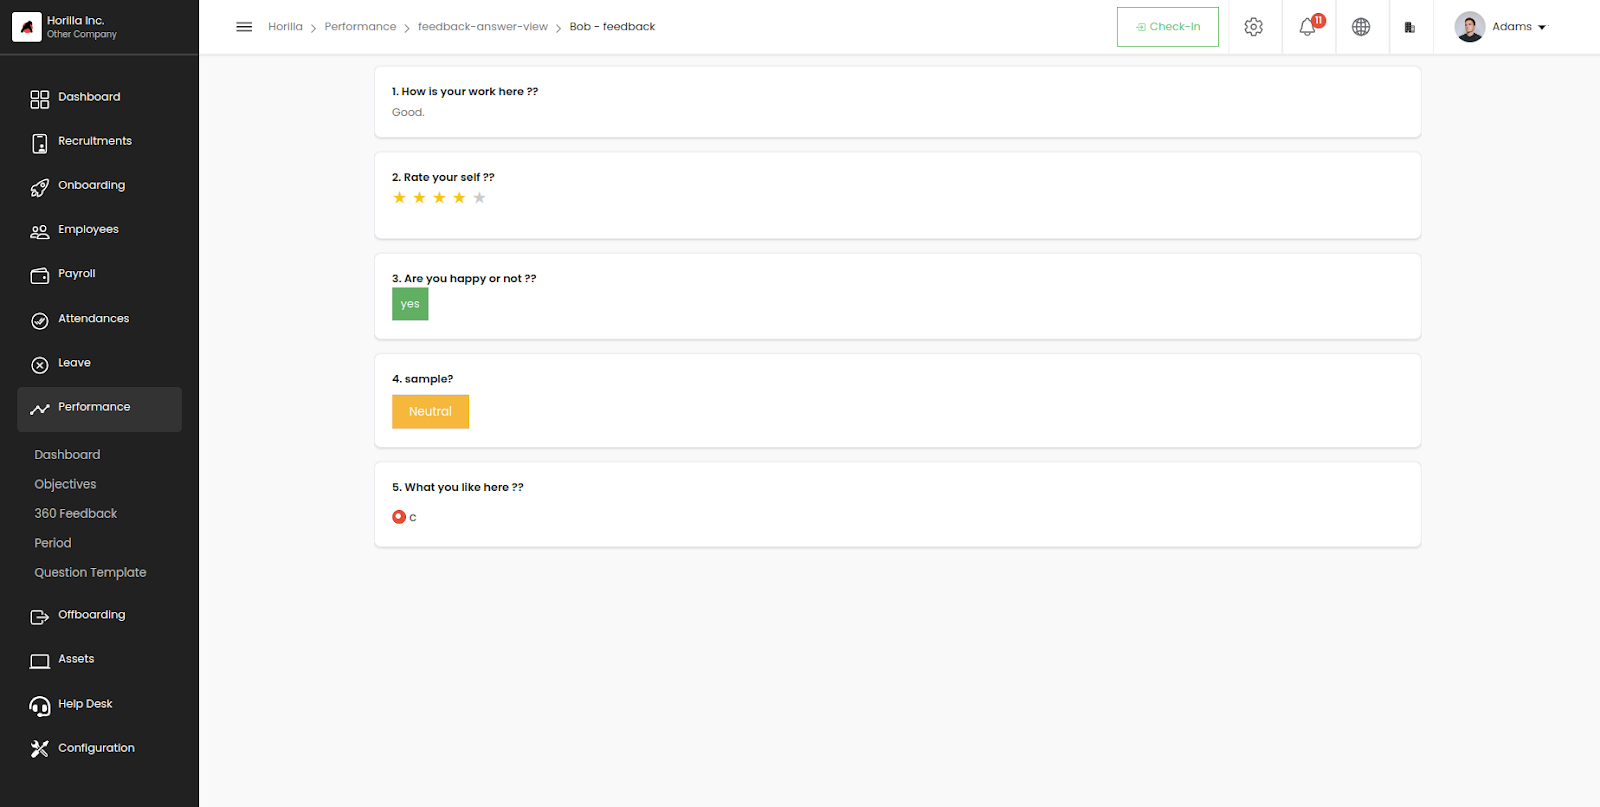 Horilla Inc.
Other Company
Dashboard
Recruitments
Onboarding
Employees
Payroll
Attendances
Leave
Performance
Dashboard
Objectives
360 Feedback
Period
Question Template
Offboarding
Assets
Help Desk
Configuration
Horilla > Performance > feedback-answer-view > Bob - feedback
Check-In
11
Adams
1. How is your work here ??
Good.
2. Rate your self ??
3. Are you happy or not ??
yes
4. sample?
Neutral
5. What you like here ??
c